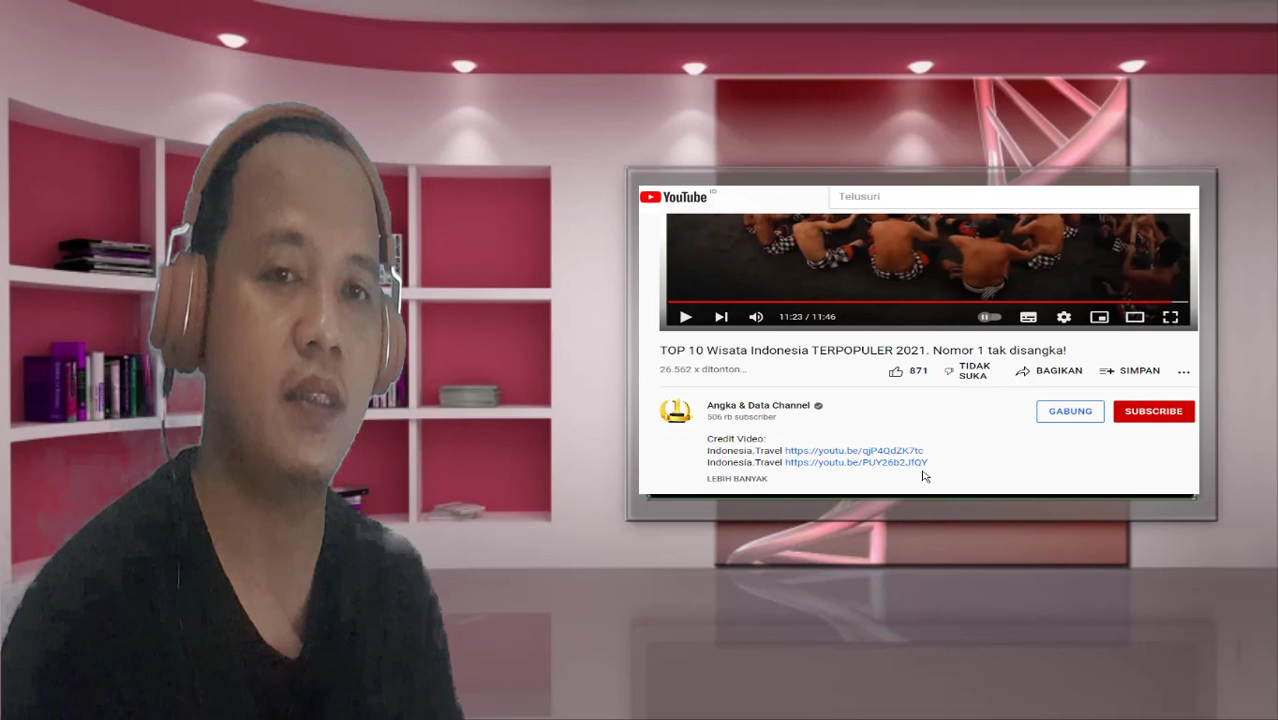 YouTube ID
Telusuri
11:23 / 11:46
TOP 10 Wisata Indonesia TERPOPULER 2021. Nomor 1 tak disangka!
26.562 x ditonton...
871
TIDAK
SUKA
BAGIKAN
SIMPAN
...
Angka & Data Channel
506 rb subscriber
GABUNG
SUBSCRIBE
Credit Video:
Indonesia.Travel https://youtu.be/qjP4QdZK7tc
Indonesia.Travel https://youtu.be/PUY26b2JfQY
LEBIH BANYAK